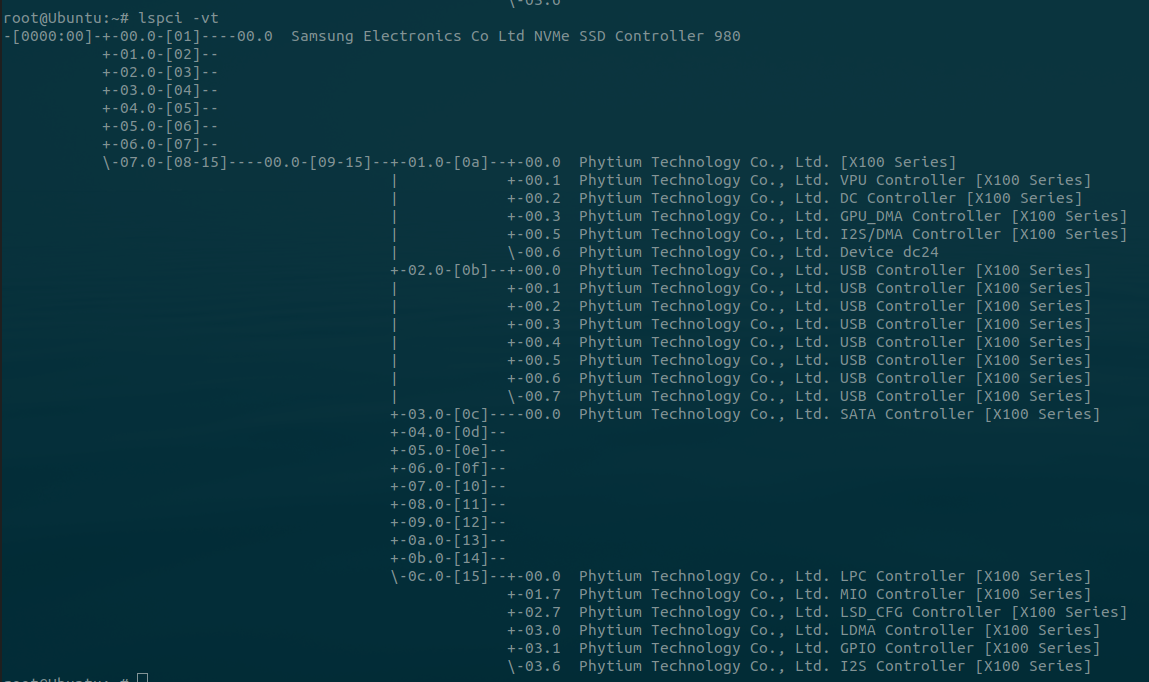 \-03.6
root@Ubuntu:~# lspci -vt
-[0000:00]-+-00.0-[01]----00.0  Samsung Electronics Co Ltd NVMe SSD Controller 980
           +-01.0-[02]--
           +-02.0-[03]--
           +-03.0-[04]--
           +-04.0-[05]--
           +-05.0-[06]--
           +-06.0-[07]--
           \-07.0-[08-15]----00.0-[09-15]--+-01.0-[0a]--+-00.0  Phytium Technology Co., Ltd. [X100 Series]
                                           |            +-00.1  Phytium Technology Co., Ltd. VPU Controller [X100 Series]
                                           |            +-00.2  Phytium Technology Co., Ltd. DC Controller [X100 Series]
                                           |            +-00.3  Phytium Technology Co., Ltd. GPU_DMA Controller [X100 Series]
                                           |            +-00.5  Phytium Technology Co., Ltd. I2S/DMA Controller [X100 Series]
                                           |            \-00.6  Phytium Technology Co., Ltd. Device dc24
                                           +-02.0-[0b]--+-00.0  Phytium Technology Co., Ltd. USB Controller [X100 Series]
                                           |            +-00.1  Phytium Technology Co., Ltd. USB Controller [X100 Series]
                                           |            +-00.2  Phytium Technology Co., Ltd. USB Controller [X100 Series]
                                           |            +-00.3  Phytium Technology Co., Ltd. USB Controller [X100 Series]
                                           |            +-00.4  Phytium Technology Co., Ltd. USB Controller [X100 Series]
                                           |            +-00.5  Phytium Technology Co., Ltd. USB Controller [X100 Series]
                                           |            +-00.6  Phytium Technology Co., Ltd. USB Controller [X100 Series]
                                           |            \-00.7  Phytium Technology Co., Ltd. USB Controller [X100 Series]
                                           +-03.0-[0c]----00.0  Phytium Technology Co., Ltd. SATA Controller [X100 Series]
                                           +-04.0-[0d]--
                                           +-05.0-[0e]--
                                           +-06.0-[0f]--
                                           +-07.0-[10]--
                                           +-08.0-[11]--
                                           +-09.0-[12]--
                                           +-0a.0-[13]--
                                           +-0b.0-[14]--
                                           \-0c.0-[15]--+-00.0  Phytium Technology Co., Ltd. LPC Controller [X100 Series]
                                                        +-01.7  Phytium Technology Co., Ltd. MIO Controller [X100 Series]
                                                        +-02.7  Phytium Technology Co., Ltd. LSD_CFG Controller [X100 Series]
                                                        +-03.0  Phytium Technology Co., Ltd. LDMA Controller [X100 Series]
                                                        +-03.1  Phytium Technology Co., Ltd. GPIO Controller [X100 Series]
                                                        \-03.6  Phytium Technology Co., Ltd. I2S Controller [X100 Series]
root@Ubuntu:~#